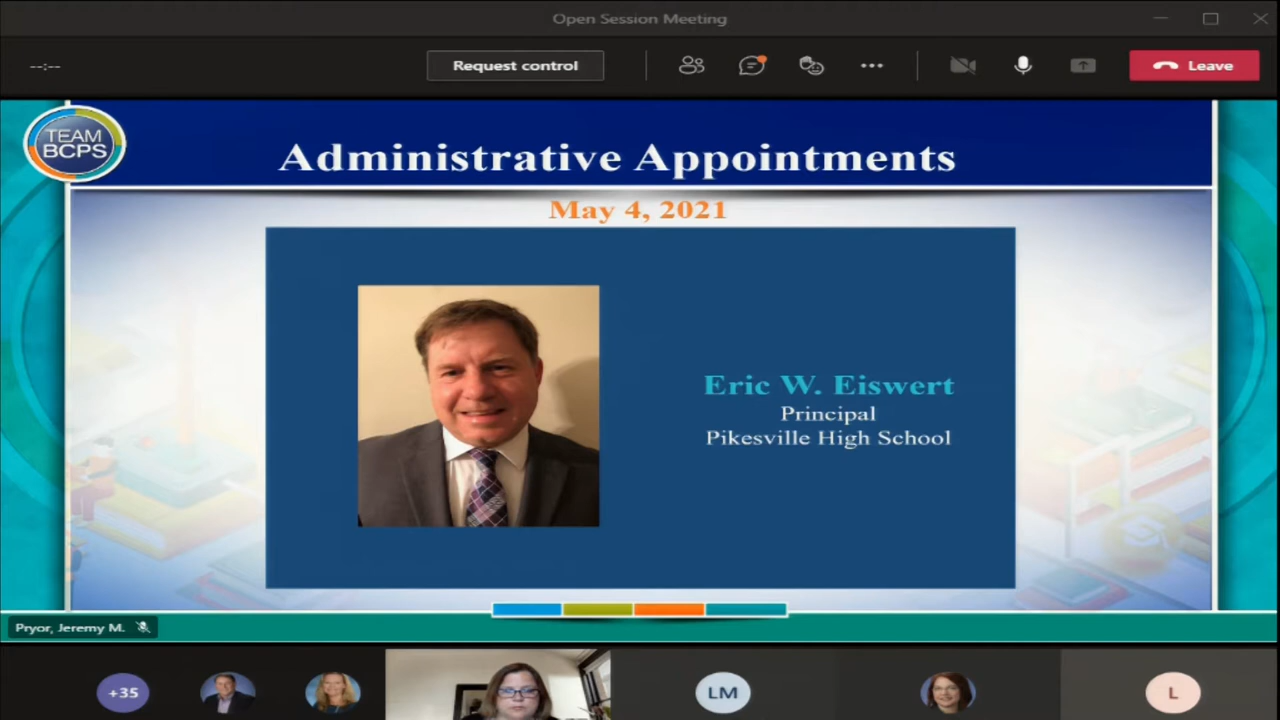 Open Session Meeting
--:--
Request control
Leave
TEAM
BCPS
Administrative Appointments
May 4, 2021
Eric W. Eiswert
Principal
Pikesville High School
Pryor, Jeremy M.
+35
LM
L